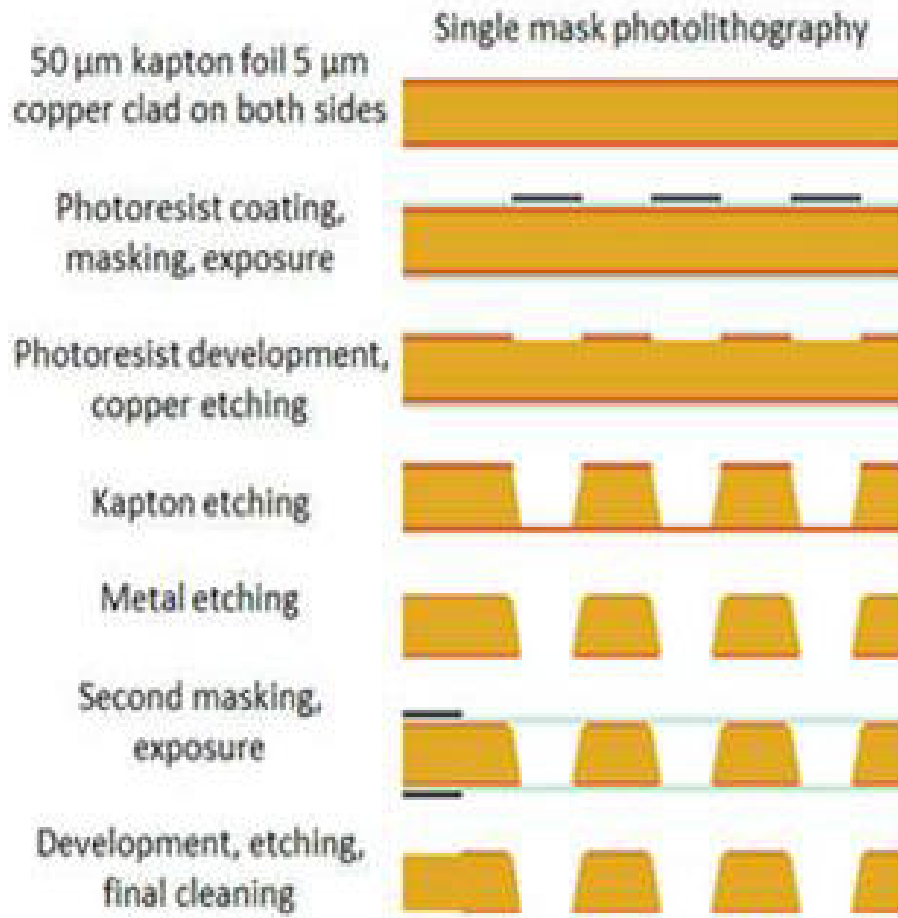 Single mask photolithography
50 µm kapton foil 5 µm
copper clad on both sides
Photoresist coating,
masking, exposure
Photoresist development,
copper etching
Kapton etching
Metal etching
Second masking,
exposure
Development, etching,
final cleaning